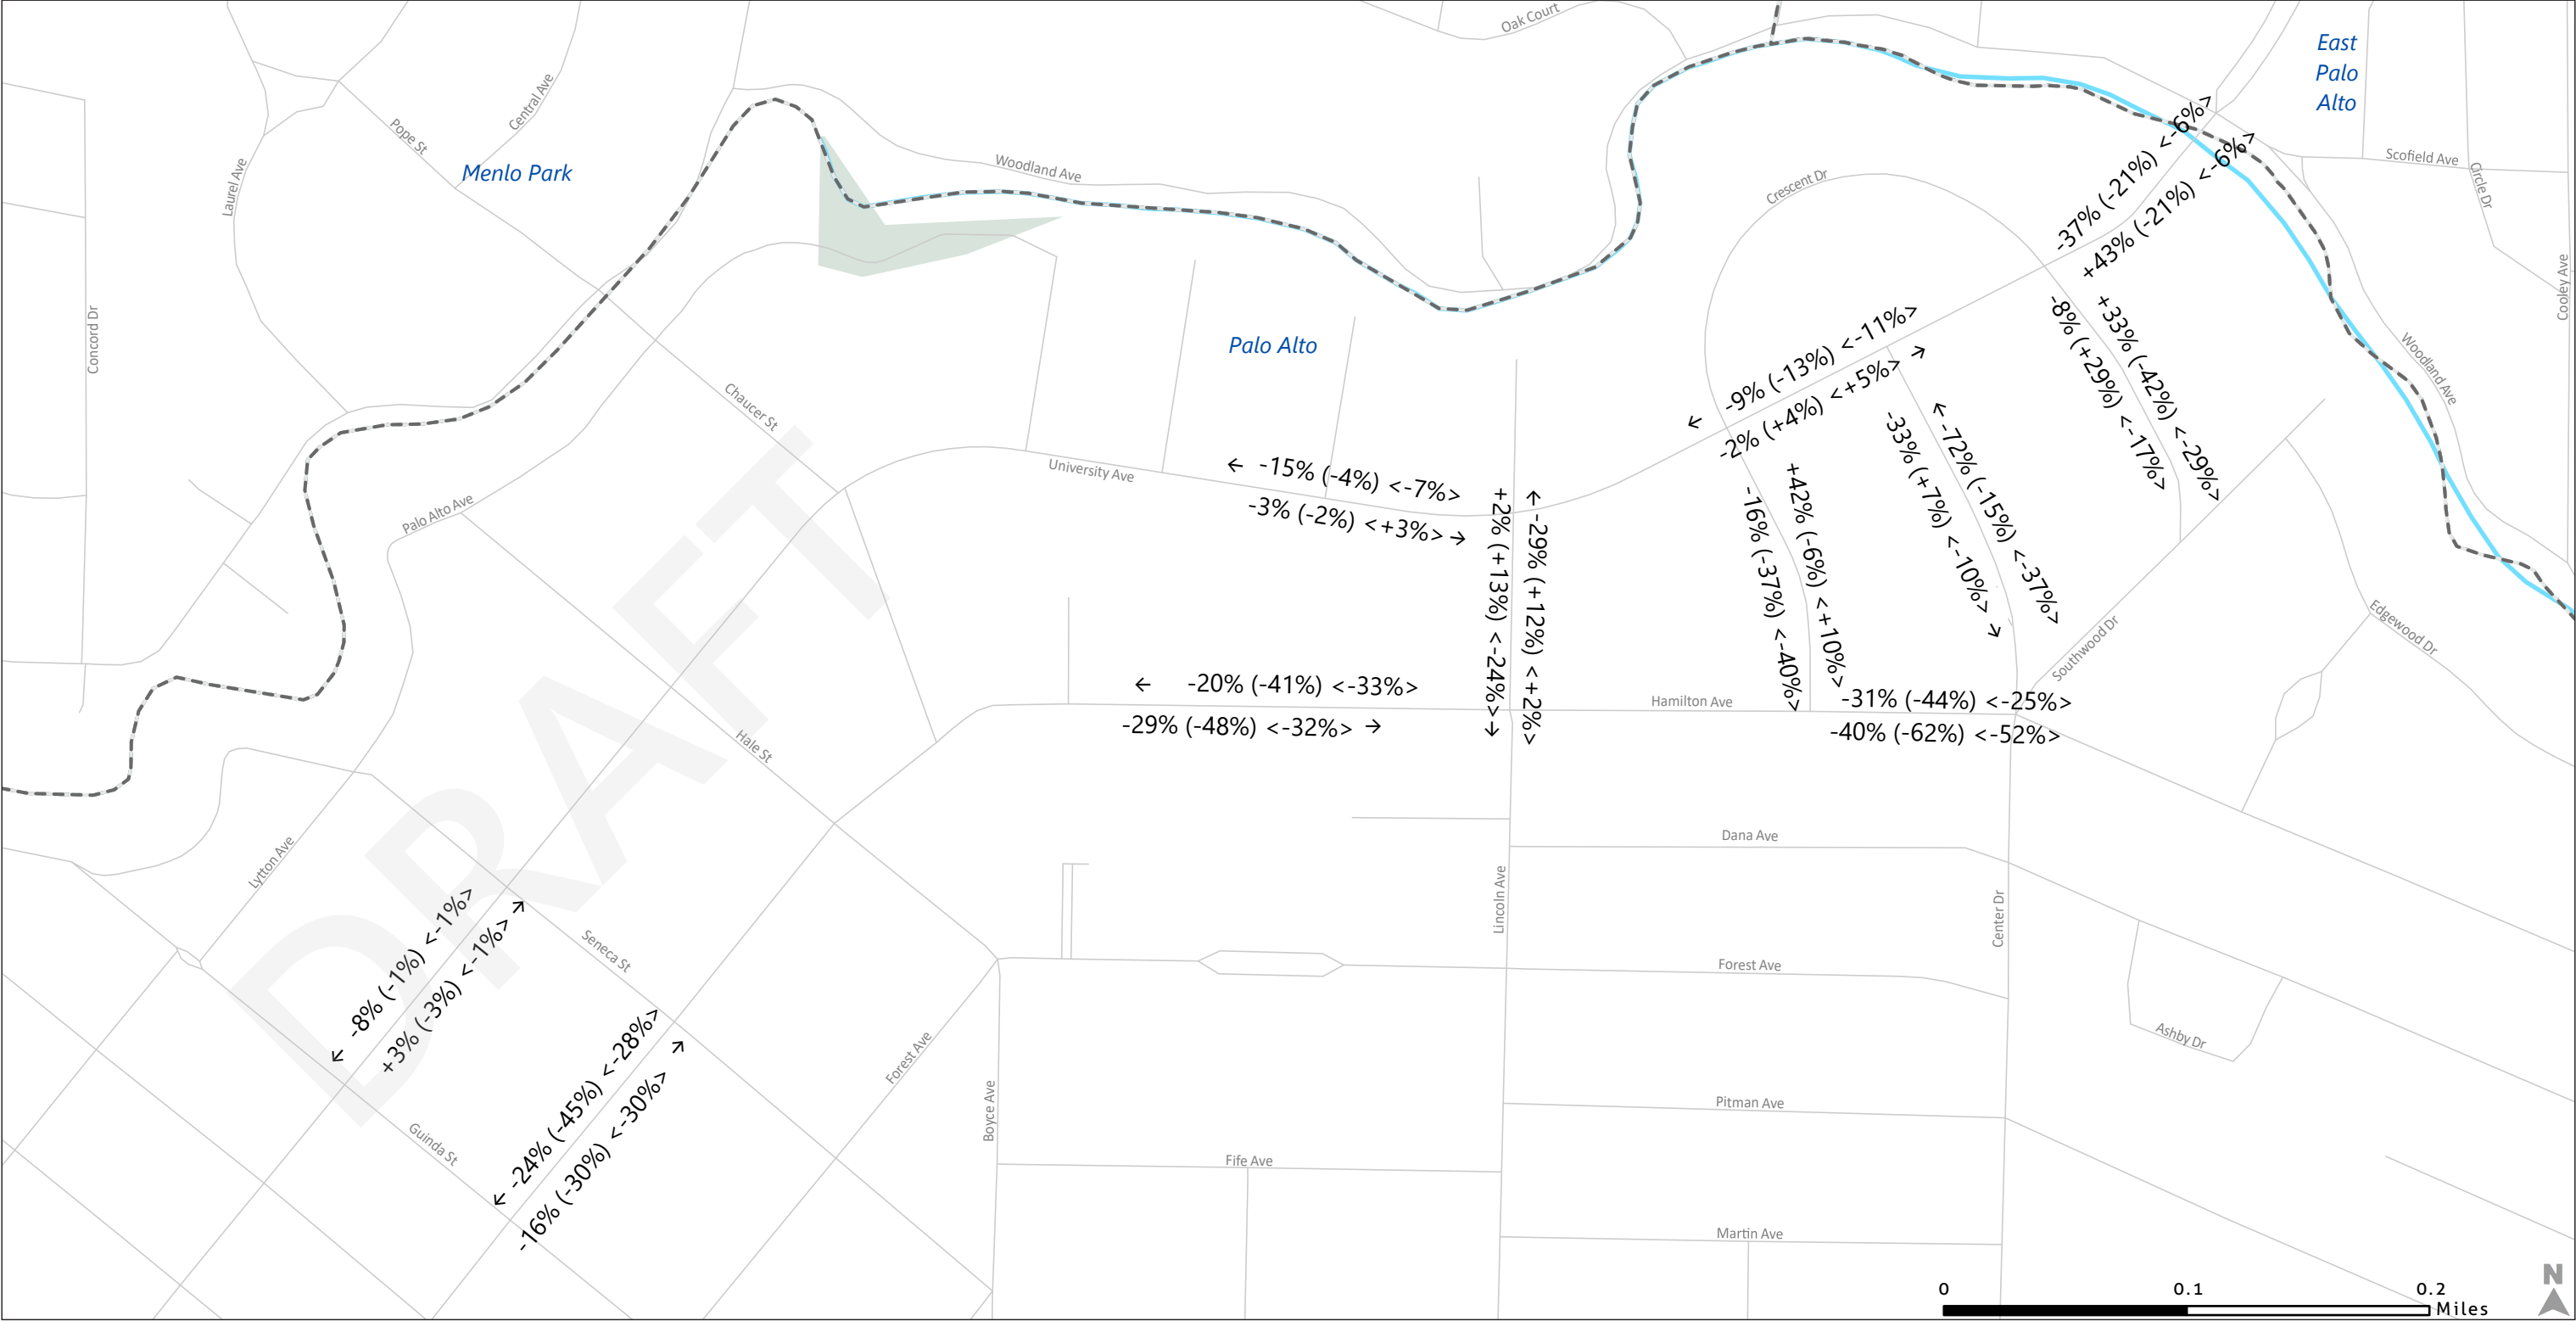 Oak Court
East
Palo
Alto
Central Ave
Pope St
Menlo Park
Laurel Ave
Woodland Ave
Crescent Dr
Scofield Ave
Circle Dr
Cooley Ave
-37% (-21%) <-6%>
+43% (-21%) <-6%>
Concord Dr
Palo Alto
-9% (-13%) <-11%>
-2% (+4%) <+5%> →
←
-8% (+29%) <-17%>
+33% (-42%) <-29%>
Woodland Ave
Chaucer St
University Ave
← -15% (-4%) <-7%>
-3% (-2%) <+3%> →
+2% (+13%) <-24%> →
← -29% (+12%) <+2%>
-16% (-37%) <-40%>
+42% (-6%) <+10%>
-33% (+7%) <-10%> →
← -72% (-15%) <-37%>
Palo Alto Ave
Southwood Dr
Edgewood Dr
← -20% (-41%) <-33%>
-29% (-48%) <-32%> →
Hamilton Ave
-31% (-44%) <-25%>
-40% (-62%) <-52%>
Hale St
DRAFT
Lytton Ave
Dana Ave
Lincoln Ave
Center Dr
← -8% (-1%) <-1%>
+3% (-3%) <-1%> →
Seneca St
Forest Ave
Forest Ave
Ashby Dr
← -24% (-45%) <-28%>
-16% (-30%) <-30%> →
Guinda St
Boyce Ave
Pitman Ave
Fife Ave
Martin Ave
N
0 0.1 0.2
Miles